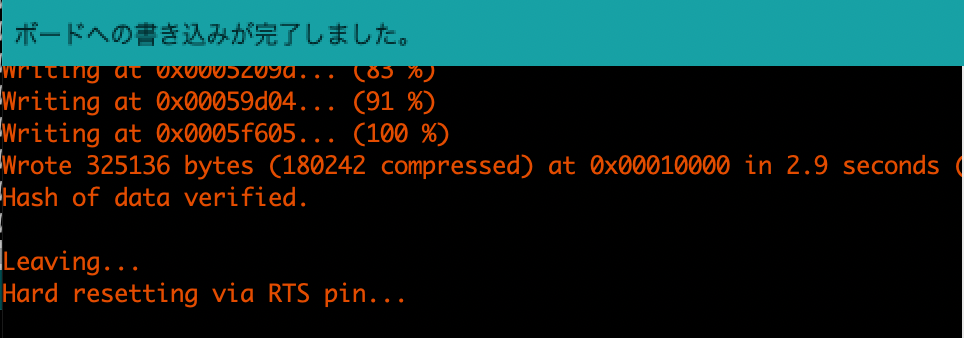 ボードへの書き込みが完了しました。
Writing at 0x0005209d... (83 %)
Writing at 0x00059d04... (91 %)
Writing at 0x0005f605... (100 %)
Wrote 325136 bytes (180242 compressed) at 0x00010000 in 2.9 seconds (
Hash of data verified.
Leaving...
Hard resetting via RTS pin...